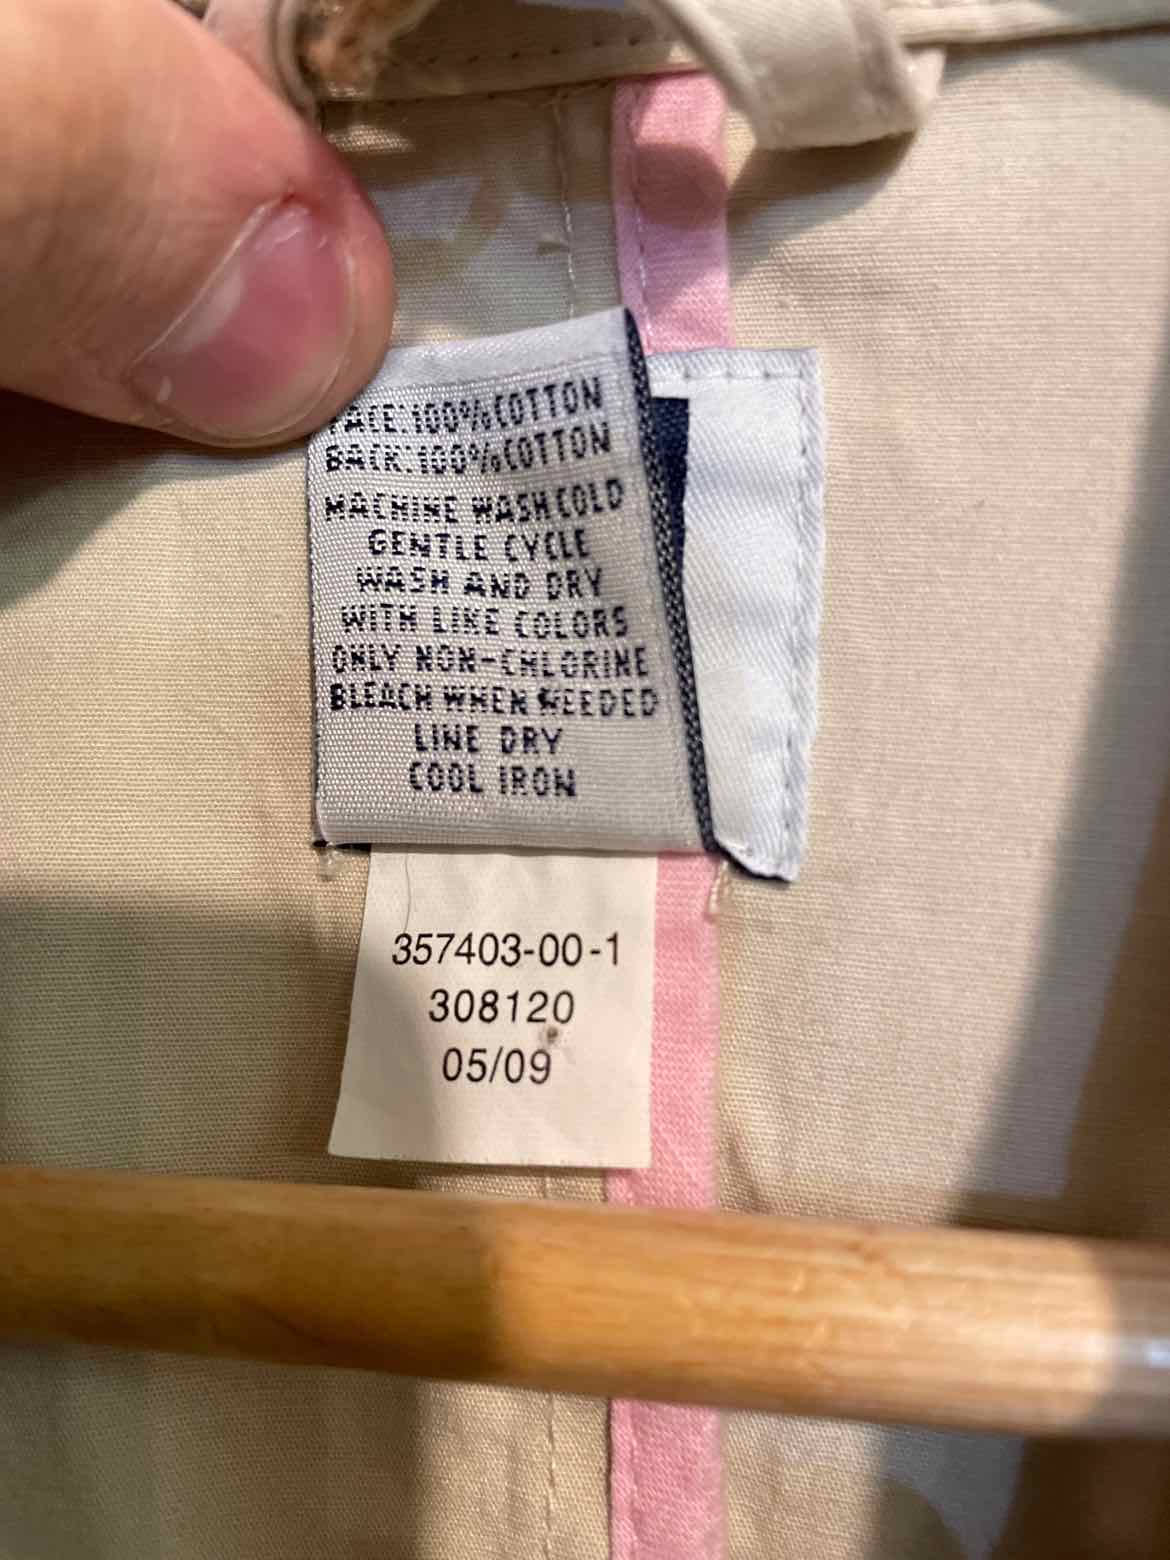 FACE:100%COTTON
BACK:100%COTTON
MACHINE WASH COLD
GENTLE CYCLE
WASH AND DRY
WITH LIKE COLORS
ONLY NON-CHLORINE
BLEACH WHEN NEEDED
LINE DRY
COOL IRON
357403-00-1
308120
05/09